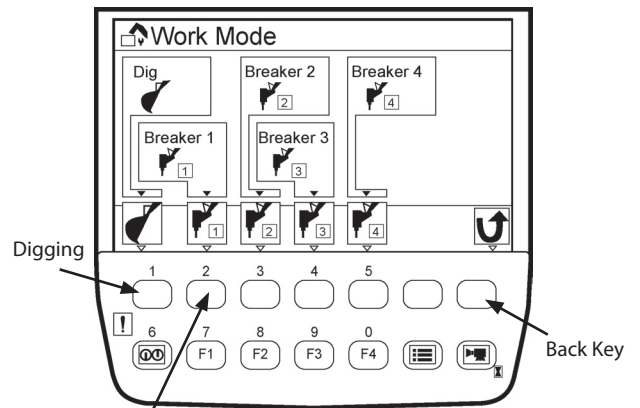 Work Mode
Dig
Breaker 2
Breaker 4
2
4
Breaker 1
Breaker 3
1
3
1
2
3
4
Digging
1
2
3
4
5
!
6
7
8
9
0
F1
F2
F3
F4
Back Key